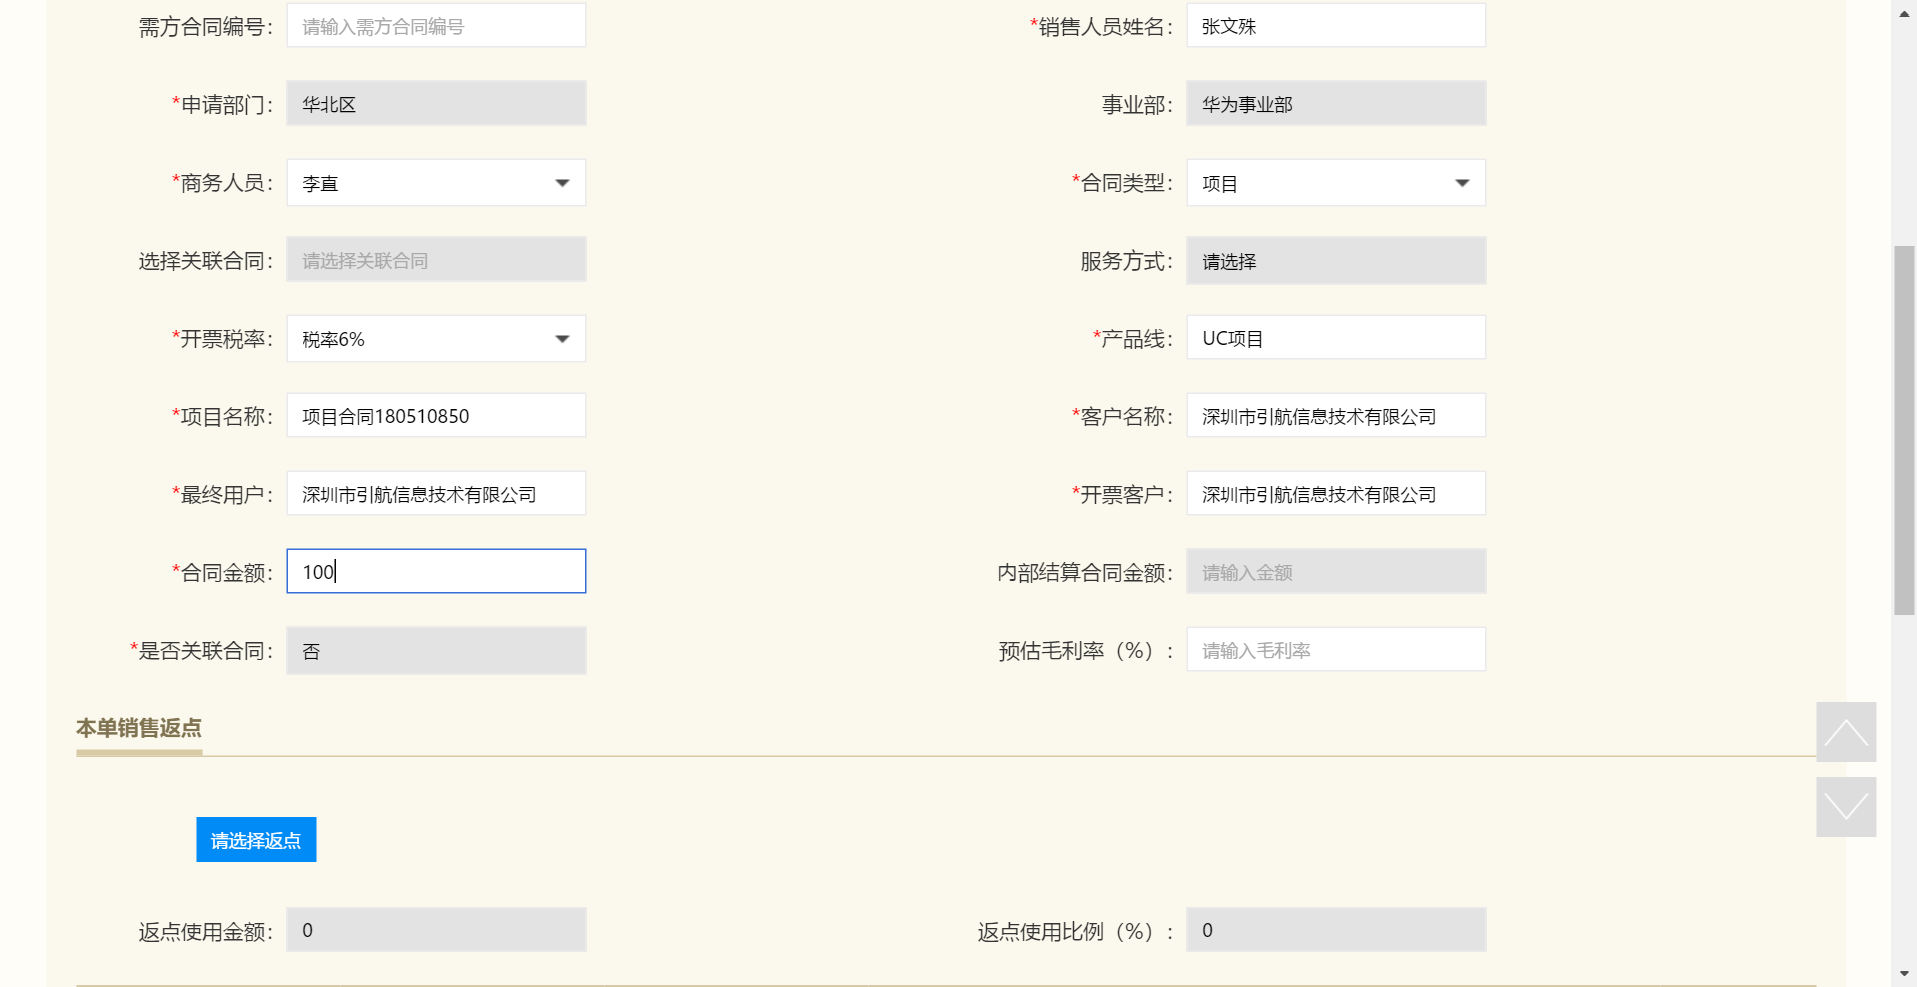 需方合同编号： 请输入需方合同编号 *销售人员姓名： 张文殊
*申请部门： 华北区 事业部： 华为事业部
*商务人员： 李直 *合同类型： 项目
选择关联合同： 请选择关联合同 服务方式： 请选择
*开票税率： 税率6% *产品线： UC项目
*项目名称： 项目合同180510850 *客户名称： 深圳市引航信息技术有限公司
*最终用户： 深圳市引航信息技术有限公司 *开票客户： 深圳市引航信息技术有限公司
*合同金额： 100 内部结算合同金额： 请输入金额
*是否关联合同： 否 预估毛利率（%）： 请输入毛利率
本单销售返点
请选择返点
返点使用金额： 0 返点使用比例（%）： 0